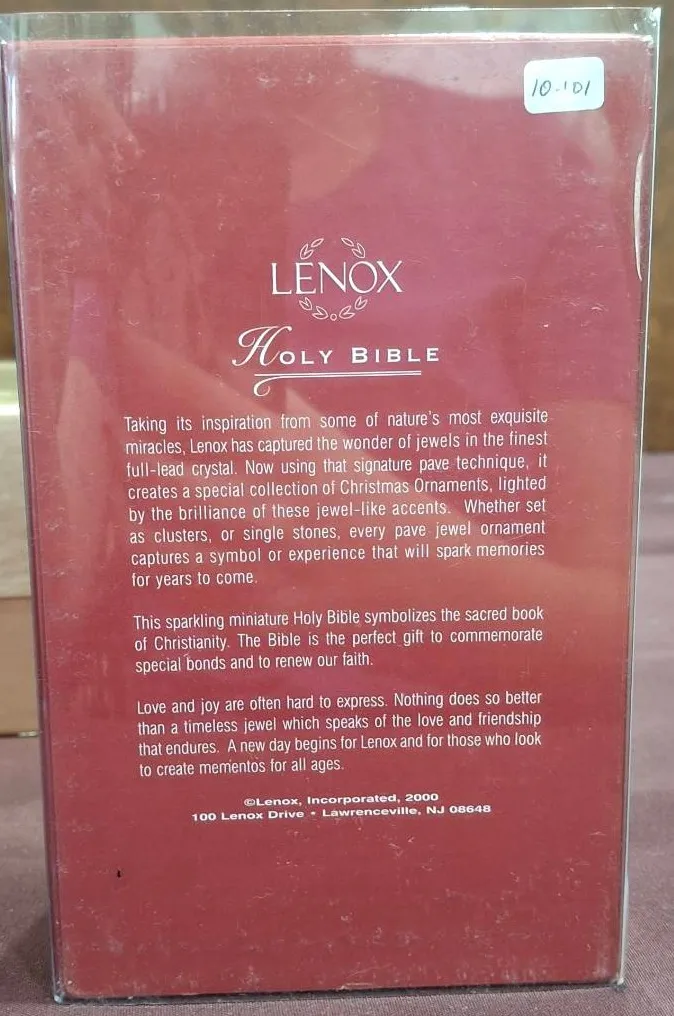 10-101
LENOX
HOLY BIBLE
Taking its inspiration from some of nature's most exquisite
miracles, Lenox has captured the wonder of jewels in the finest
full-lead crystal. Now using that signature pave technique, it
creates a special collection of Christmas Ornaments, lighted
by the brilliance of these jewel-like accents. Whether set
as clusters, or single stones, every pave jewel ornament
captures a symbol or experience that will spark memories
for years to come.
This sparkling miniature Holy Bible symbolizes the sacred book
of Christianity. The Bible is the perfect gift to commemorate
special bonds and to renew our faith.
Love and joy are often hard to express. Nothing does so better
than a timeless jewel which speaks of the love and friendship
that endures. A new day begins for Lenox and for those who look
to create mementos for all ages.
©Lenox, Incorporated, 2000
100 Lenox Drive • Lawrenceville, NJ 08648